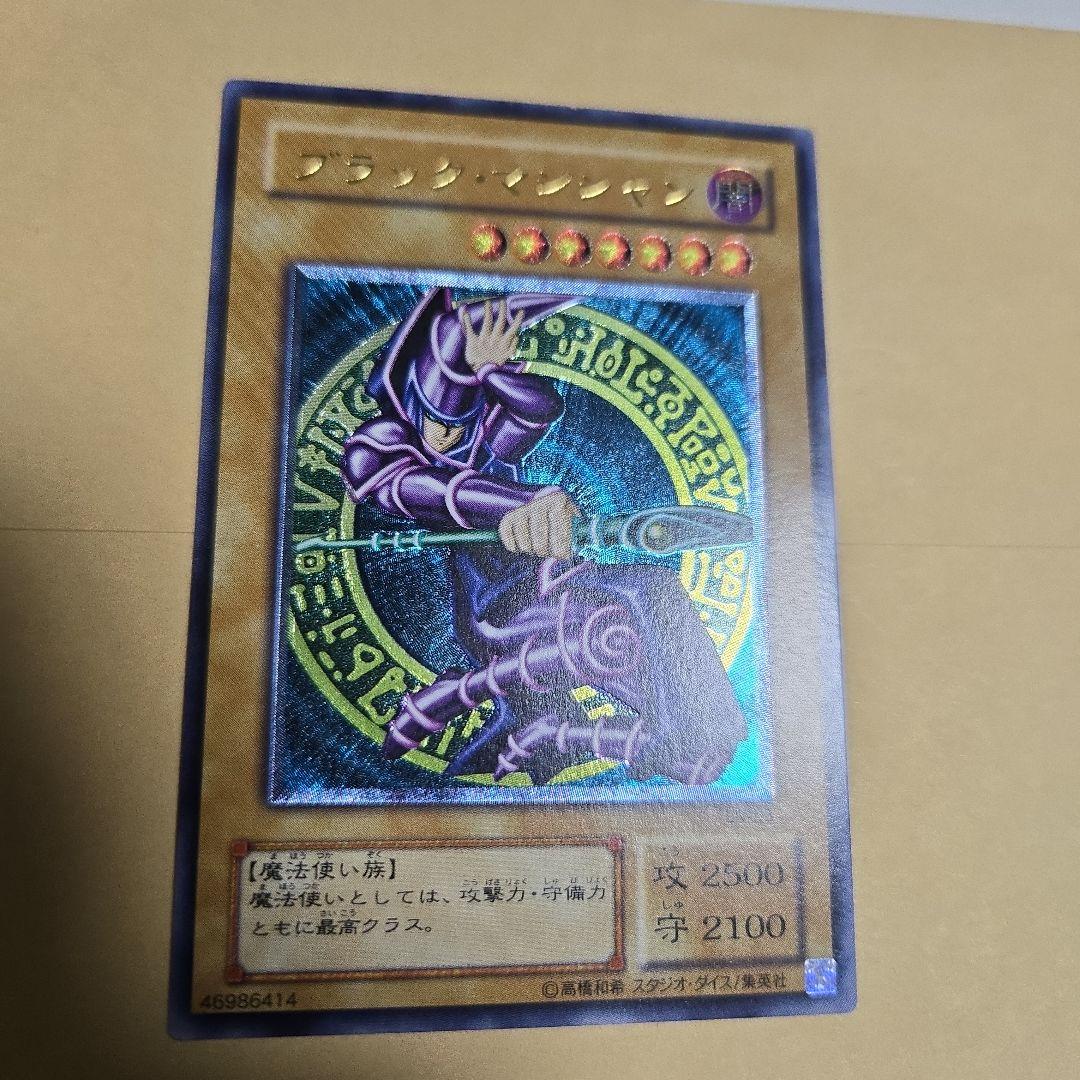 ブラック・マジシャン
闇
【魔法使い族】
魔法使いとしては、攻撃力・守備力
ともに最高クラス。
攻 2500
守 2100
46986414
©高橋和希 スタジオ・ダイス/集英社